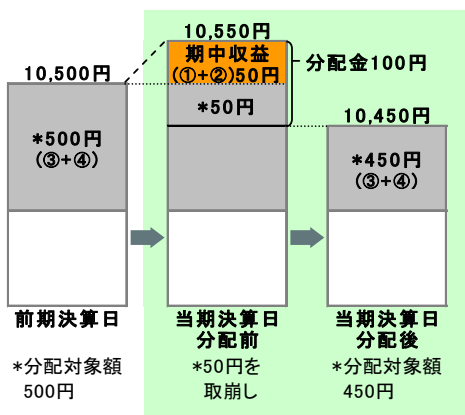 10,550円
期中収益
(①+②)50円
分配金100円
*50円
10,500円
*500円
(③+④)
10,450円
*450円
(③+④)
前期決算日
当期決算日
分配前
当期決算日
分配後
*分配対象額
500円
*50円を
取崩し
*分配対象額
450円